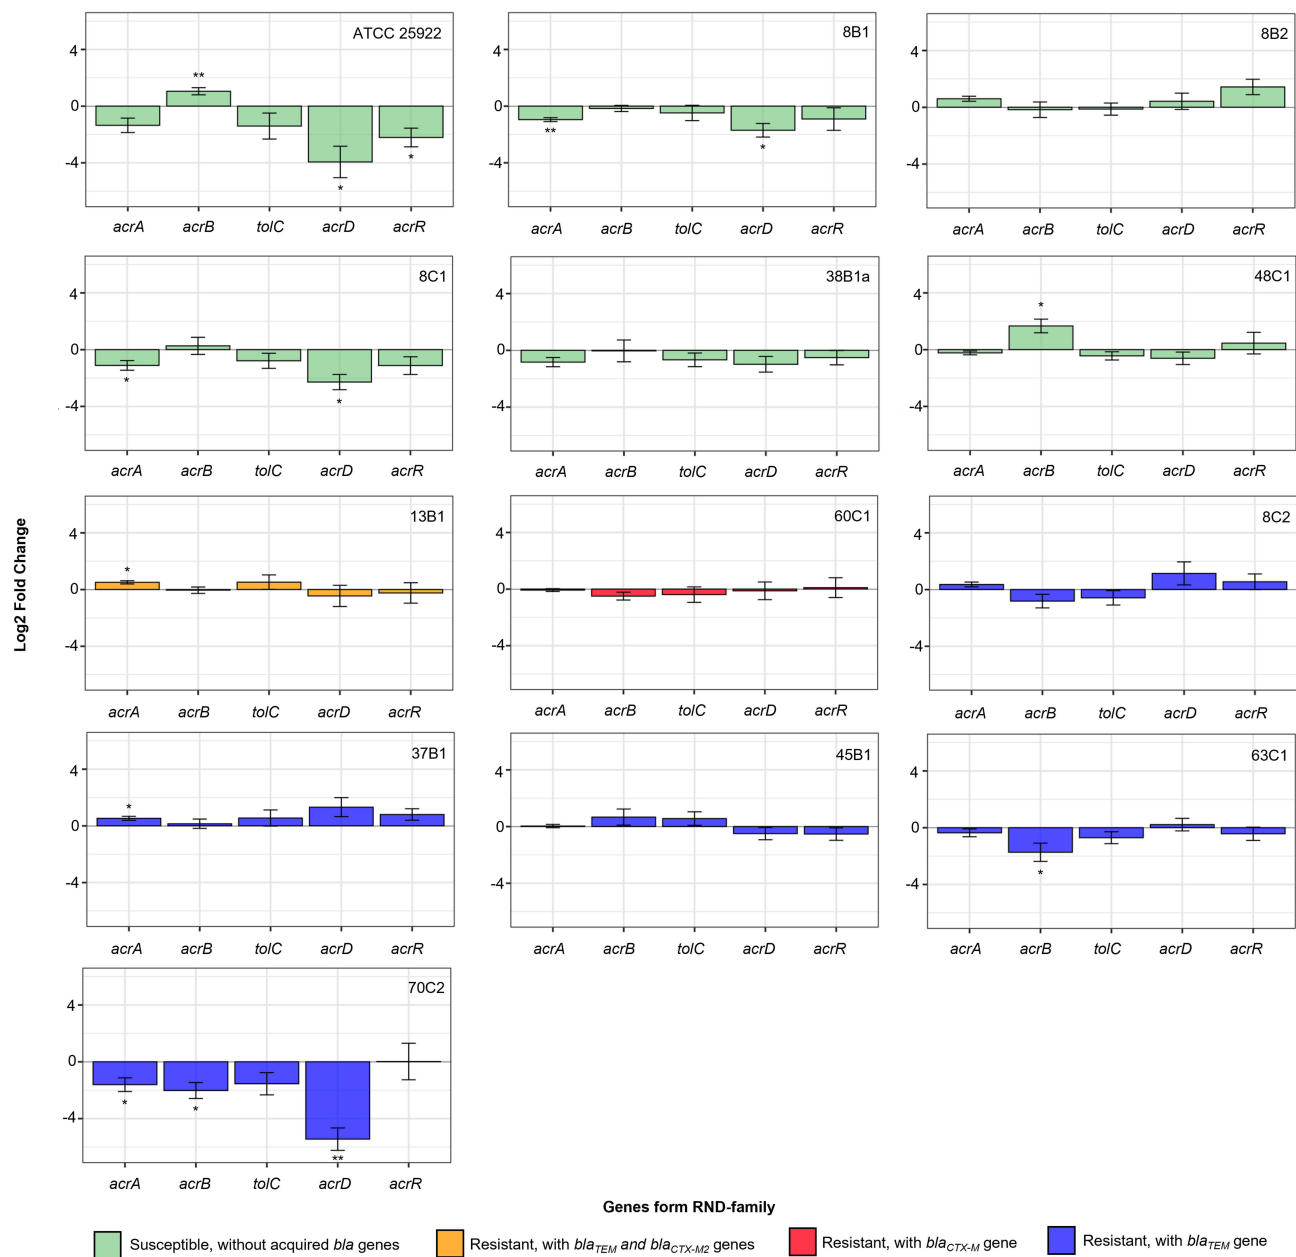 ATCC 25922
4
**
0
-4
*
*
acrA acrB tolC acrD acrR
8B1
4
0
-4
**
*
acrA acrB tolC acrD acrR
8B2
4
0
-4
acrA acrB tolC acrD acrR
8C1
4
0
-4
*
*
acrA acrB tolC acrD acrR
38B1a
4
0
-4
acrA acrB tolC acrD acrR
48C1
4
*
0
-4
acrA acrB tolC acrD acrR
Log2 Fold Change
13B1
4
*
0
-4
acrA acrB tolC acrD acrR
60C1
4
0
-4
acrA acrB tolC acrD acrR
8C2
4
0
-4
acrA acrB tolC acrD acrR
37B1
4
*
0
-4
acrA acrB tolC acrD acrR
45B1
4
0
-4
acrA acrB tolC acrD acrR
63C1
4
0
*
-4
acrA acrB tolC acrD acrR
70C2
4
0
* *
-4
**
acrA acrB tolC acrD acrR
Genes form RND-family
Susceptible, without acquired bla genes
Resistant, with blaTEM and blaCTX-M2 genes
Resistant, with blaCTX-M gene
Resistant, with blaTEM gene